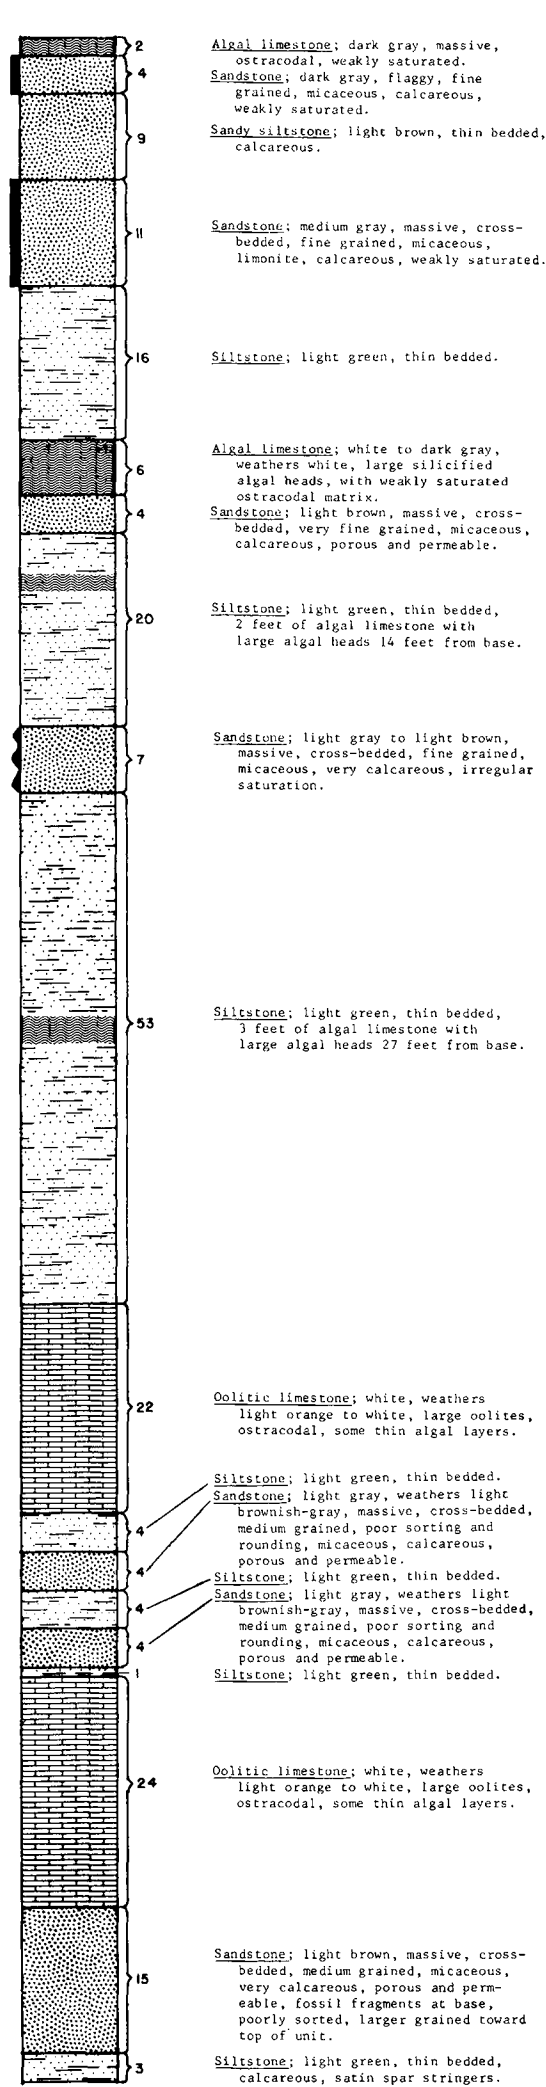 2
Algal limestone; dark gray, massive,
ostracodal, weakly saturated.
4
Sandstone; dark gray, flaggy, fine
grained, micaceous, calcareous,
weakly saturated.
9
Sandy siltstone; light brown, thin bedded,
calcareous.
11
Sandstone; medium gray, massive, cross-
bedded, fine grained, micaceous,
limonite, calcareous, weakly saturated.
16
Siltstone; light green, thin bedded.
6
Algal limestone; white to dark gray,
weathers white, large silicified
algal heads, with weakly saturated
ostracodal matrix.
4
Sandstone; light brown, massive, cross-
bedded, very fine grained, micaceous,
calcareous, porous and permeable.
20
Siltstone; light green, thin bedded,
2 feet of algal limestone with
large algal heads 14 feet from base.
7
Sandstone; light gray to light brown,
massive, cross-bedded, fine grained,
micaceous, very calcareous, irregular
saturation.
53
Siltstone; light green, thin bedded,
3 feet of algal limestone with
large algal heads 27 feet from base.
22
Oolitic limestone; white, weathers
light orange to white, large oolites,
ostracodal, some thin algal layers.
4
Siltstone; light green, thin bedded.
4
Sandstone; light gray, weathers light
brownish-gray, massive, cross-bedded,
medium grained, poor sorting and
rounding, micaceous, calcareous,
porous and permeable.
4
Siltstone; light green, thin bedded.
4
Sandstone; light gray, weathers light
brownish-gray, massive, cross-bedded,
medium grained, poor sorting and
rounding, micaceous, calcareous,
porous and permeable.
1
Siltstone; light green, thin bedded.
24
Oolitic limestone; white, weathers
light orange to white, large oolites,
ostracodal, some thin algal layers.
15
Sandstone; light brown, massive, cross-
bedded, medium grained, micaceous,
very calcareous, porous and perm-
eable, fossil fragments at base,
poorly sorted, larger grained toward
top of unit.
3
Siltstone; light green, thin bedded,
calcareous, satin spar stringers.